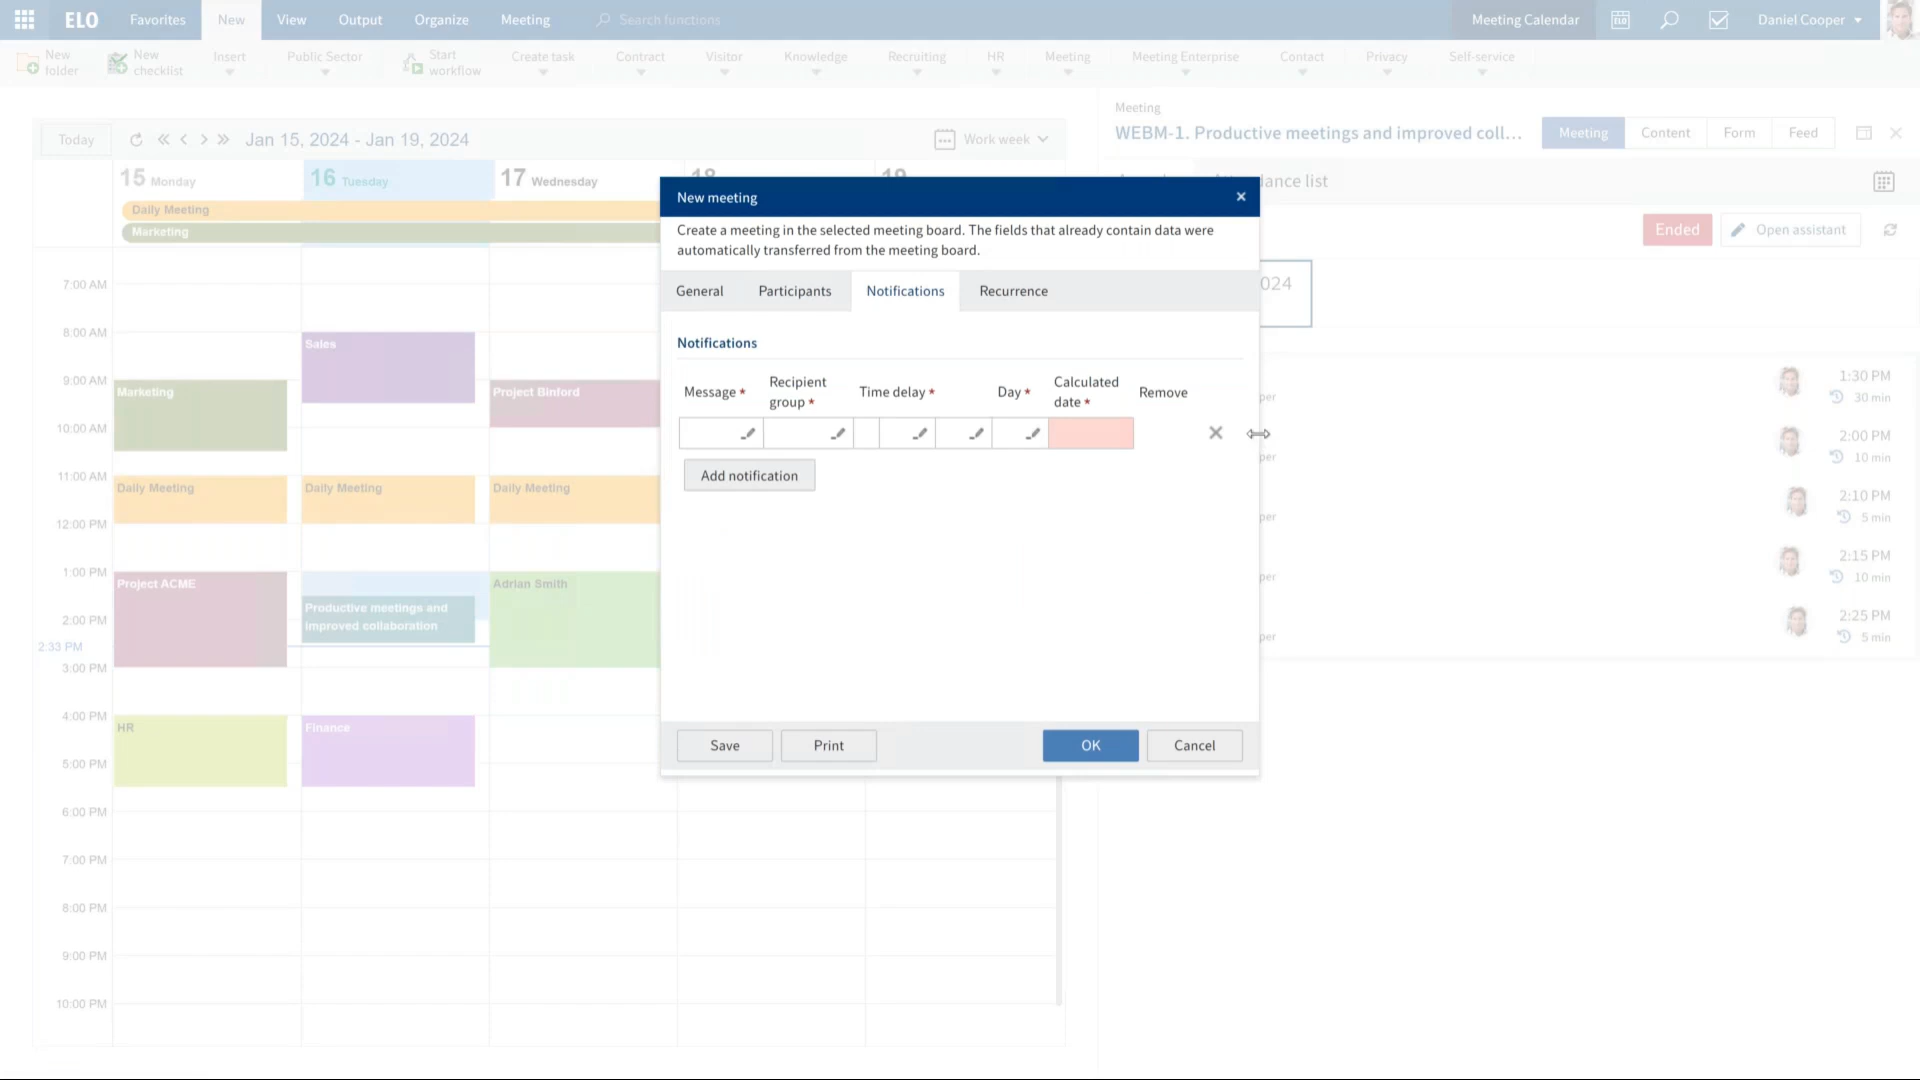 ELO
Favorites
New
View
Output
Organize
Meeting
Search functions
Meeting Calendar
Daniel Cooper
New folder
New checklist
Insert
Public Sector
Start workflow
Create task
Contract
Visitor
Knowledge
Recruiting
HR
Meeting
Meeting Enterprise
Contact
Privacy
Self-service
Today
Jan 15, 2024 - Jan 19, 2024
Work week
15 Monday
16 Tuesday
17 Wednesday
18
19
Daily Meeting
Marketing
7:00 AM
8:00 AM
9:00 AM
10:00 AM
11:00 AM
12:00 PM
1:00 PM
2:00 PM
2:33 PM
3:00 PM
4:00 PM
5:00 PM
6:00 PM
7:00 PM
8:00 PM
9:00 PM
10:00 PM
Sales
Marketing
Project Binford
Daily Meeting
Daily Meeting
Daily Meeting
Project ACME
Productive meetings and
improved collaboration
Adrian Smith
HR
Finance
New meeting
Create a meeting in the selected meeting board. The fields that already contain data were
automatically transferred from the meeting board.
General
Participants
Notifications
Recurrence
Notifications
Message *
Recipient group *
Time delay *
Day *
Calculated date *
Remove
Add notification
Save
Print
OK
Cancel
Meeting
WEBM-1. Productive meetings and improved coll...
Meeting
Content
Form
Feed
ance list
Ended
Open assistant
024
per
1:30 PM
30 min
per
2:00 PM
10 min
per
2:10 PM
5 min
per
2:15 PM
10 min
per
2:25 PM
5 min